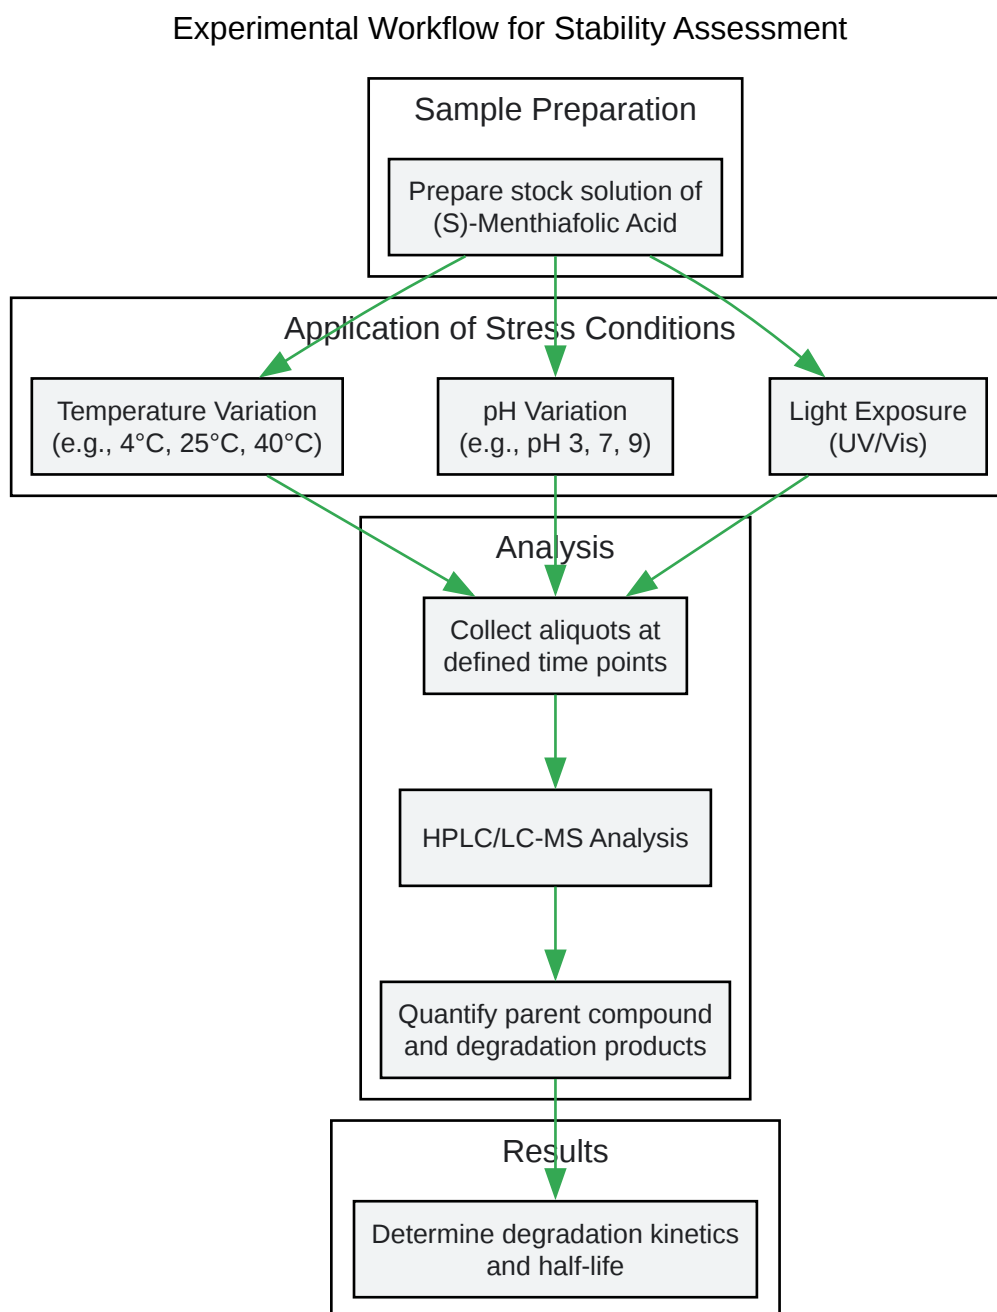 Experimental Workflow for Stability Assessment
Sample Preparation
Prepare stock solution of
(S)-Menthiafolic Acid
Application of Stress Conditions
Temperature Variation
(e.g., 4°C, 25°C, 40°C)
pH Variation
(e.g., pH 3, 7, 9)
Light Exposure
(UV/Vis)
Analysis
Collect aliquots at
defined time points
HPLC/LC-MS Analysis
Quantify parent compound
and degradation products
Results
Determine degradation kinetics
and half-life